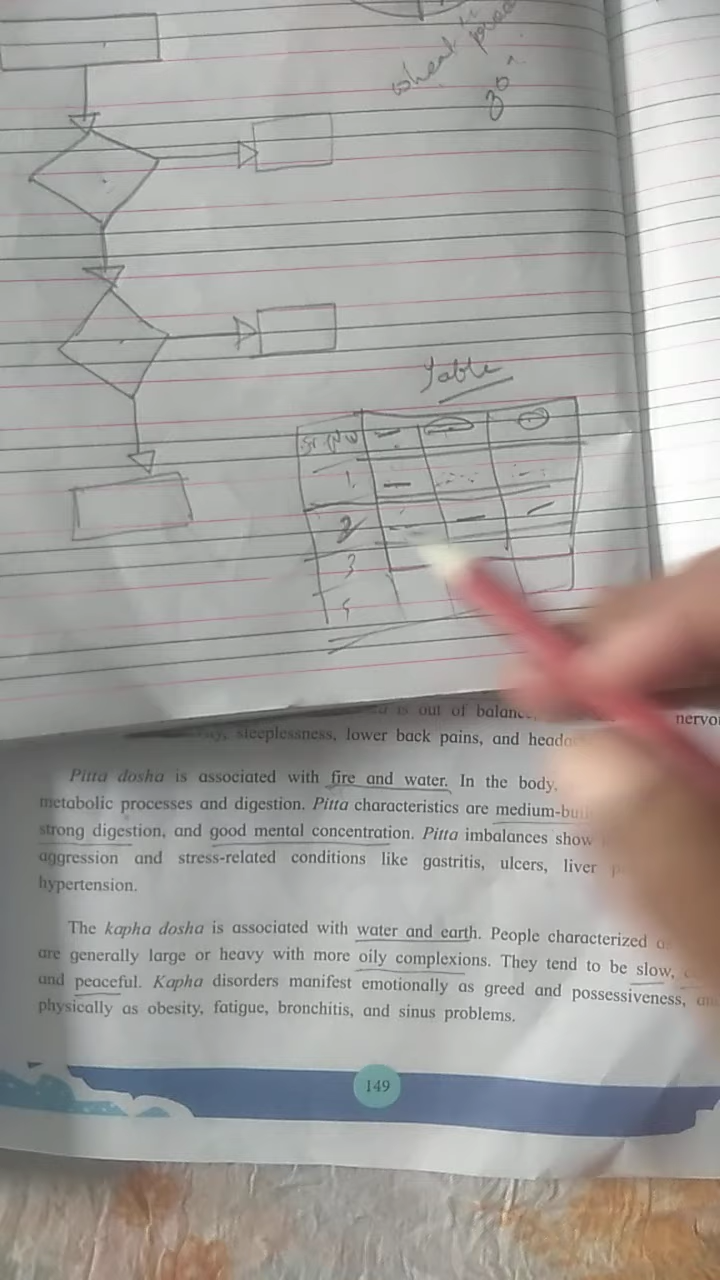 wheat
30
Table
Sr No
1
2
3
4
is out of balance
nervo
sleeplessness, lower back pains, and heada
Pitta dosha is associated with fire and water. In the body,
metabolic processes and digestion. Pitta characteristics are medium-bui
strong digestion, and good mental concentration. Pitta imbalances show
aggression and stress-related conditions like gastritis, ulcers, liver p
hypertension.
The kapha dosha is associated with water and earth. People characterized a
are generally large or heavy with more oily complexions. They tend to be slow,
and peaceful. Kapha disorders manifest emotionally as greed and possessiveness, an
physically as obesity, fatigue, bronchitis, and sinus problems.
149